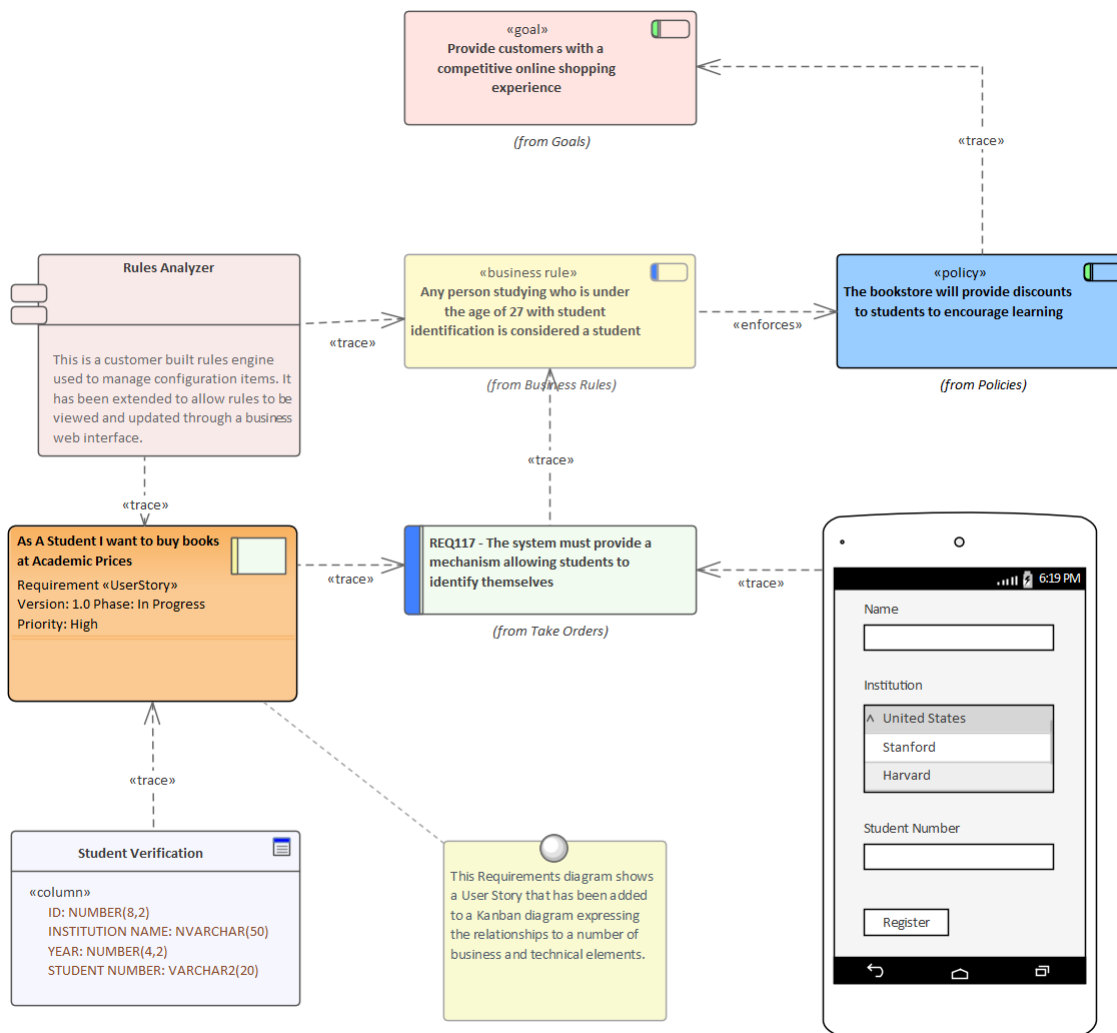 «goal»
Provide customers with a
competitive online shopping
experience
(from Goals)
«trace»
Rules Analyzer
This is a customer built rules engine
used to manage configuration items. It
has been extended to allow rules to be
viewed and updated through a business
web interface.
«trace»
«business rule»
Any person studying who is under
the age of 27 with student
identification is considered a student
(from Business Rules)
«enforces»
«policy»
The bookstore will provide discounts
to students to encourage learning
(from Policies)
«trace»
«trace»
As A Student I want to buy books
at Academic Prices
Requirement «UserStory»
Version: 1.0 Phase: In Progress
Priority: High
«trace»
REQ117 - The system must provide a
mechanism allowing students to
identify themselves
(from Take Orders)
«trace»
6:19 PM
Name
Institution
^ United States
Stanford
Harvard
Student Number
Register
«trace»
Student Verification
«column»
ID: NUMBER(8,2)
INSTITUTION NAME: NVARCHAR(50)
YEAR: NUMBER(4,2)
STUDENT NUMBER: VARCHAR2(20)
This Requirements diagram shows
a User Story that has been added
to a Kanban diagram expressing
the relationships to a number of
business and technical elements.